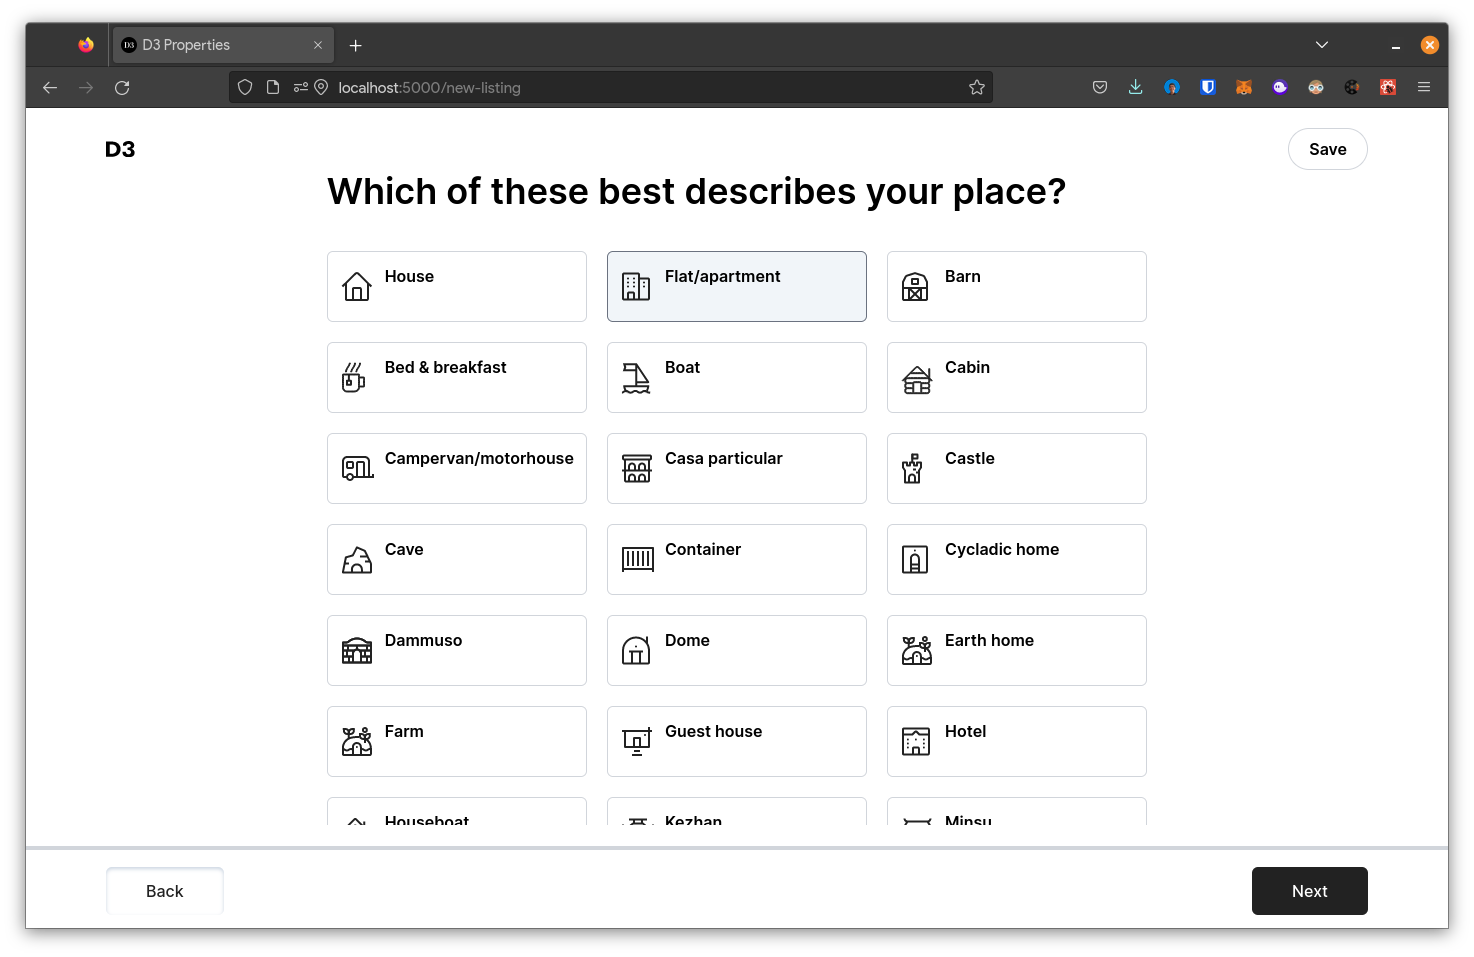 D3 D3 Properties
localhost:5000/new-listing
D3
Save
Which of these best describes your place?
House
Flat/apartment
Barn
Bed & breakfast
Boat
Cabin
Campervan/motorhouse
Casa particular
Castle
Cave
Container
Cycladic home
Dammuso
Dome
Earth home
Farm
Guest house
Hotel
Houseboat
Kezhan
Minsu
Back
Next